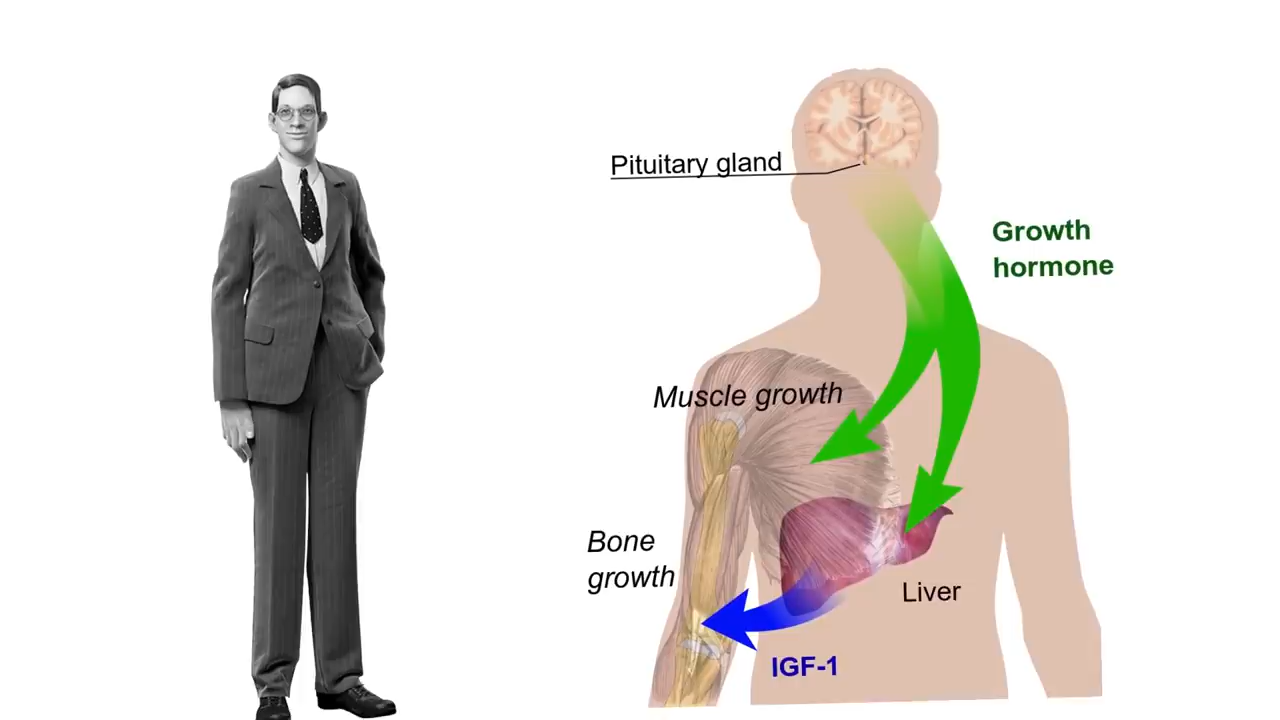 Pituitary gland
Growth
hormone
Muscle growth
Bone
growth
Liver
IGF-1